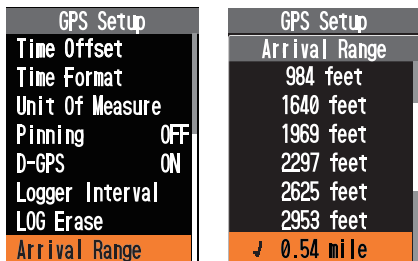 GPS Setup
Time Offset
Time Format
Unit Of Measure
Pinning OFF
D-GPS ON
Logger Interval
LOG Erase
Arrival Range
GPS Setup
Arrival Range
984 feet
1640 feet
1969 feet
2297 feet
2625 feet
2953 feet
✓ 0.54 mile